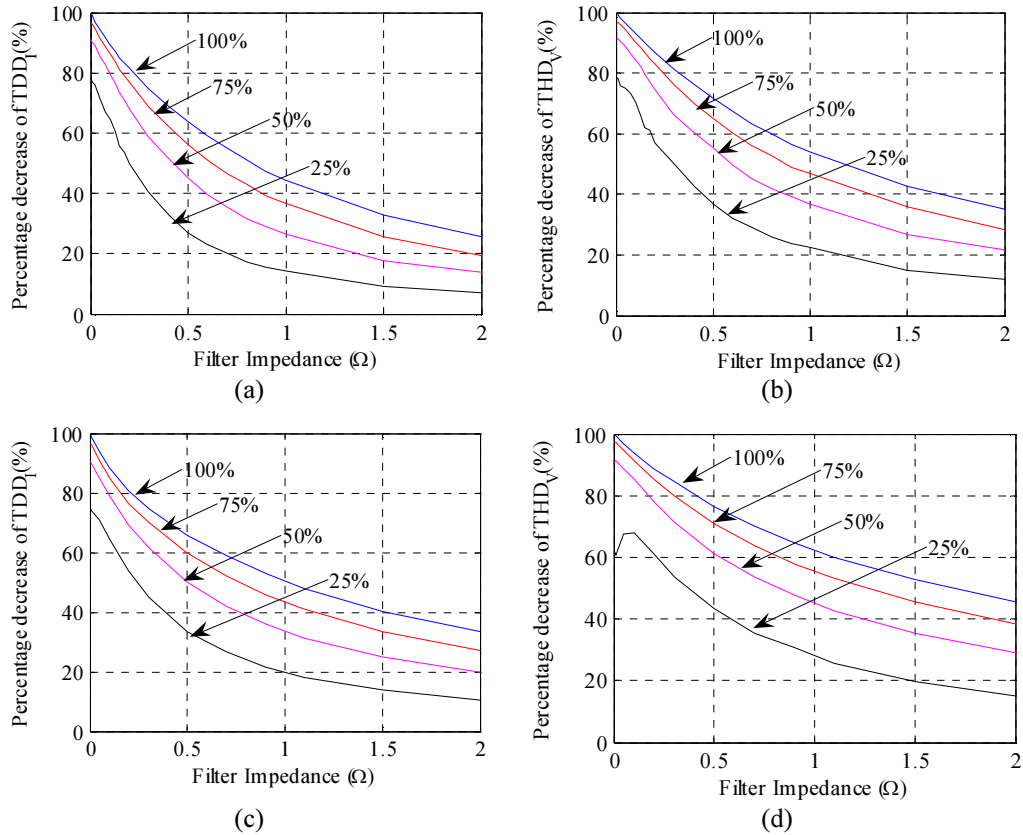 Percentage decrease of TDD_I(%)
100
80
60
40
20
0
100%
75%
50%
25%
0 0.5 1 1.5 2
Filter Impedance (Ω)
(a)
Percentage decrease of THD_V(%)
100
80
60
40
20
0
100%
75%
50%
25%
0 0.5 1 1.5 2
Filter Impedance (Ω)
(b)
Percentage decrease of TDD_I(%)
100
80
60
40
20
0
100%
75%
50%
25%
0 0.5 1 1.5 2
Filter Impedance (Ω)
(c)
Percentage decrease of THD_V(%)
100
80
60
40
20
0
100%
75%
50%
25%
0 0.5 1 1.5 2
Filter Impedance (Ω)
(d)